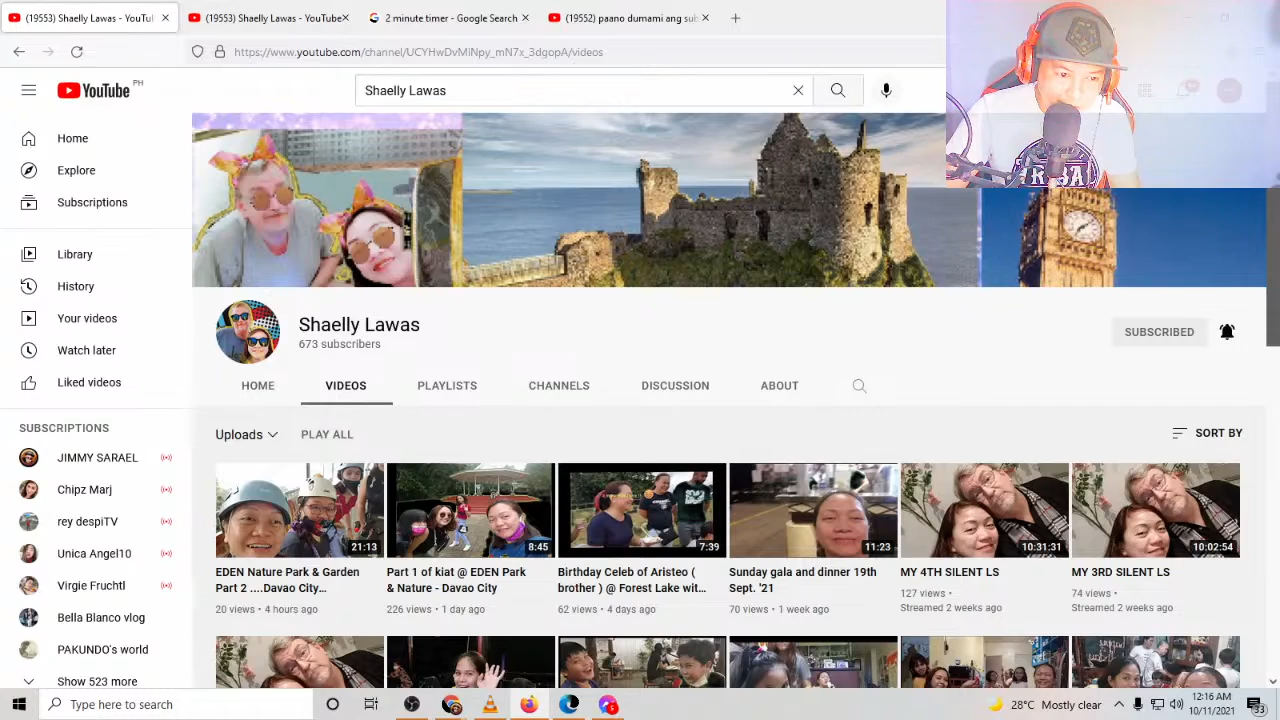 (19553) Shaelly Lawas - YouTu
(19553) Shaelly Lawas - YouTube
2 minute timer - Google Search
(19552) paano dumami ang sub
https://www.youtube.com/channel/UCYHwDvMlNpy_mN7x_3dgopA/videos
YouTube PH
Shaelly Lawas
Home
Explore
Subscriptions
Library
History
Your videos
Watch later
Liked videos
SUBSCRIPTIONS
JIMMY SARAEL
Chipz Marj
rey despiTV
Unica Angel10
Virgie Fruchtl
Bella Blanco vlog
PAKUNDO's world
Show 523 more
Shaelly Lawas
673 subscribers
SUBSCRIBED
HOME VIDEOS PLAYLISTS CHANNELS DISCUSSION ABOUT
Uploads PLAY ALL
SORT BY
21:13
8:45
7:39
11:23
10:31:31
10:02:54
EDEN Nature Park & Garden
Part 2 ....Davao City...
20 views • 4 hours ago
Part 1 of kiat @ EDEN Park
& Nature - Davao City
226 views • 1 day ago
Birthday Celeb of Aristeo (
brother ) @ Forest Lake wit...
62 views • 4 days ago
Sunday gala and dinner 19th
Sept. '21
70 views • 1 week ago
MY 4TH SILENT LS
127 views •
Streamed 2 weeks ago
MY 3RD SILENT LS
74 views •
Streamed 2 weeks ago
Type here to search
28°C Mostly clear
12:16 AM
10/11/2021
33